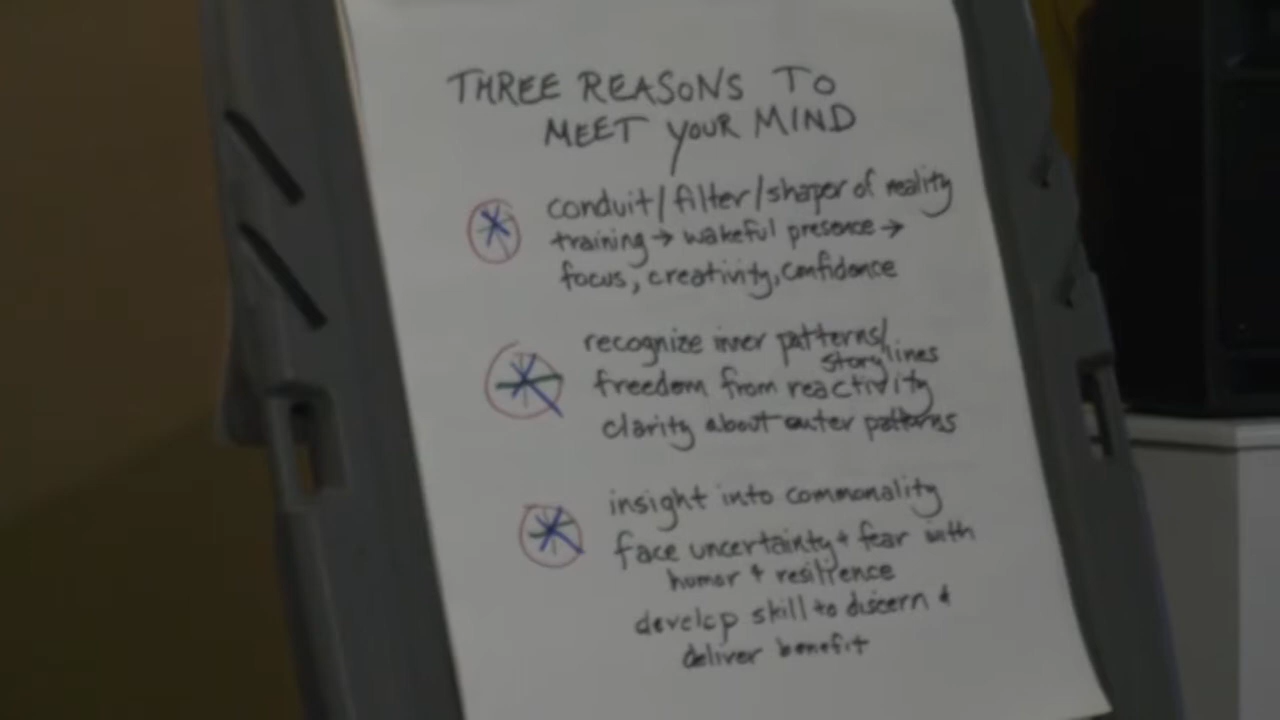 THREE REASONS TO
MEET YOUR MIND
conduit/filter/shaper of reality
training → wakeful presence →
focus, creativity, confidence
recognize inner patterns/
storylines
freedom from reactivity
clarity about outer patterns
insight into commonality
face uncertainty + fear with
humor + resilience
develop skill to discern +
deliver benefit